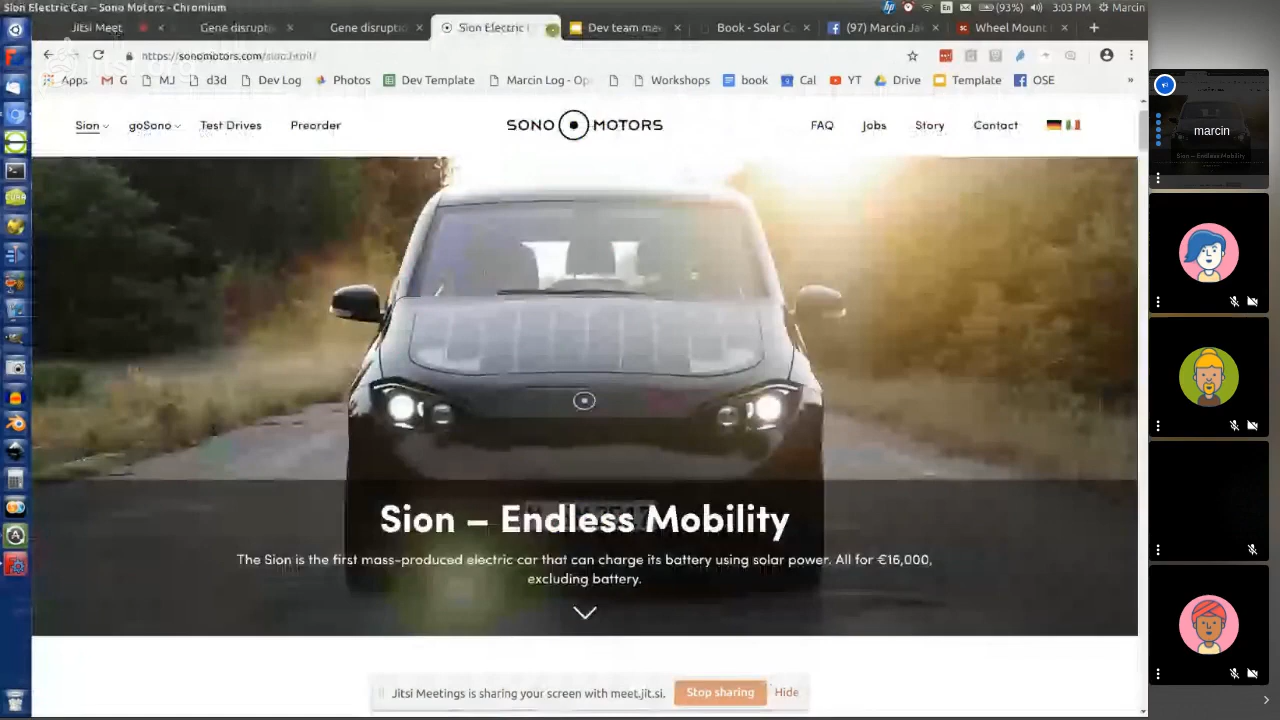 Sion Electric Car – Sono Motors - Chromium
En
(93%)
3:03 PM
Marcin
Jitsi Meet
Gene disrupt
Gene disruptio
Sion Electric
Dev team me
Book - Solar Co
(97) Marcin Ja
Wheel Mount
Apps
G
MJ
d3d
Dev Log
Photos
Dev Template
Marcin Log - Op
Workshops
book
Cal
YT
Drive
Template
OSE
»
Sion
goSono
Test Drives
Preorder
SONO MOTORS
FAQ
Jobs
Story
Contact
Sion – Endless Mobility
The Sion is the first mass-produced electric car that can charge its battery using solar power. All for €16,000,
excluding battery.
Jitsi Meetings is sharing your screen with meet.jit.si.
Stop sharing
Hide
marcin